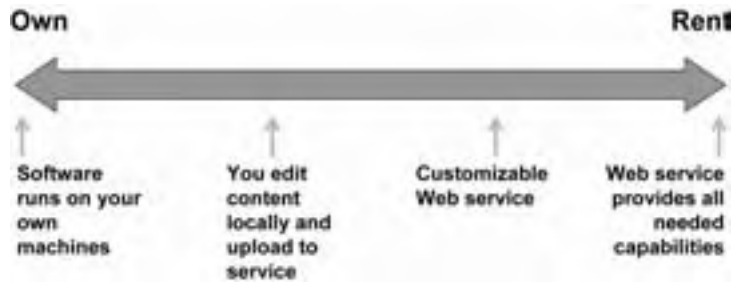 Own
Rent
Software
runs on your
own
machines
You edit
content
locally and
upload to
service
Customizable
Web service
Web service
provides all
needed
capabilities